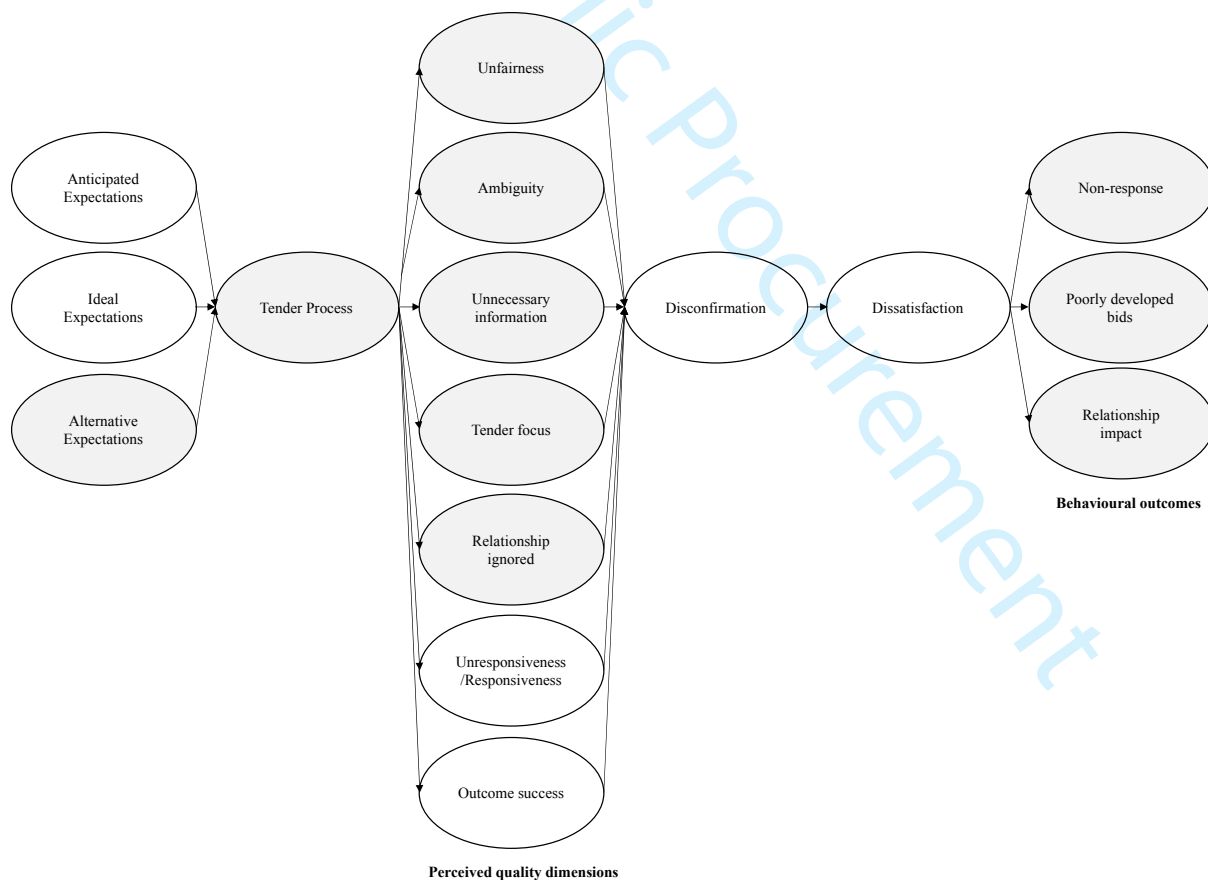 Unfairness
Anticipated
Expectations
Ambiguity
Non-response
Ideal
Expectations
Tender Process
Unnecessary
information
Disconfirmation
Dissatisfaction
Poorly developed
bids
Alternative
Expectations
Tender focus
Relationship
impact
Behavioural outcomes
Relationship
ignored
Unresponsiveness
/Responsiveness
Outcome success
Perceived quality dimensions
ic Procurement